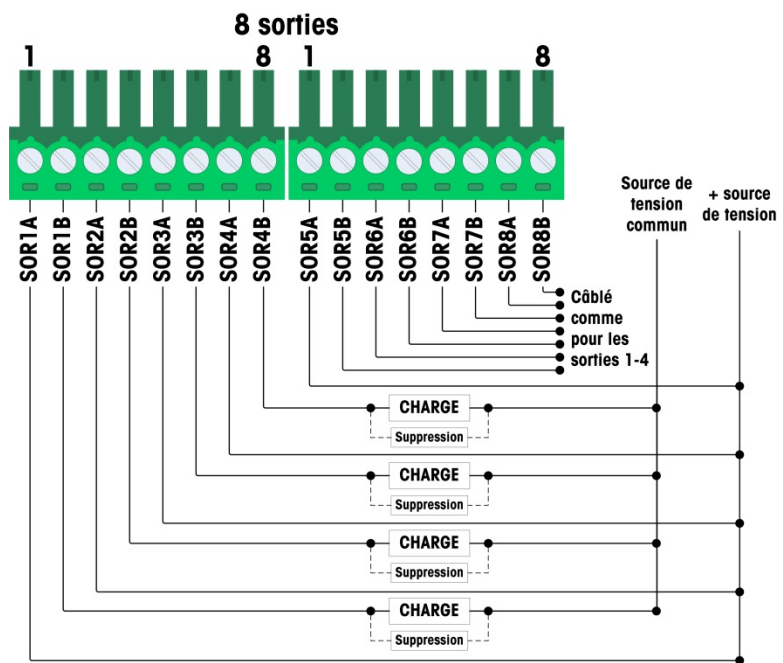 8 sorties
1 8 1 8
SOR1A SOR1B SOR2A SOR2B SOR3A SOR3B SOR4A SOR4B SOR5A SOR5B SOR6A SOR6B SOR7A SOR7B SOR8A SOR8B
Source de
tension
commun
+ source
de tension
Câblé
comme
pour les
sorties 1-4
CHARGE
Suppression
CHARGE
Suppression
CHARGE
Suppression
CHARGE
Suppression